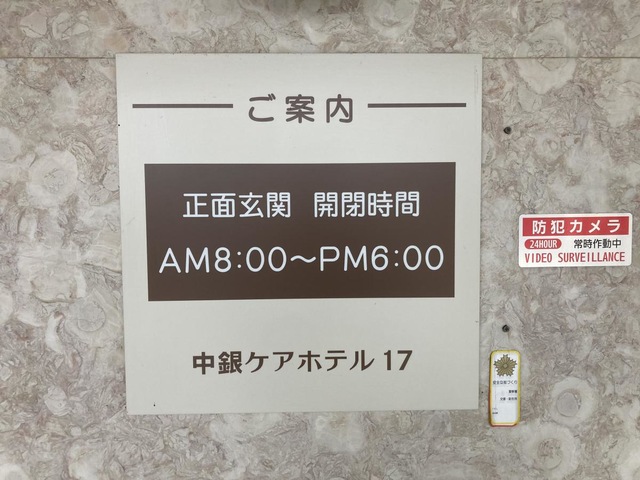 ご案内
正面玄関 開閉時間
AM8:00〜PM6:00
中銀ケアホテル17
防犯カメラ
24HOUR 常時作動中
VIDEO SURVEILLANCE